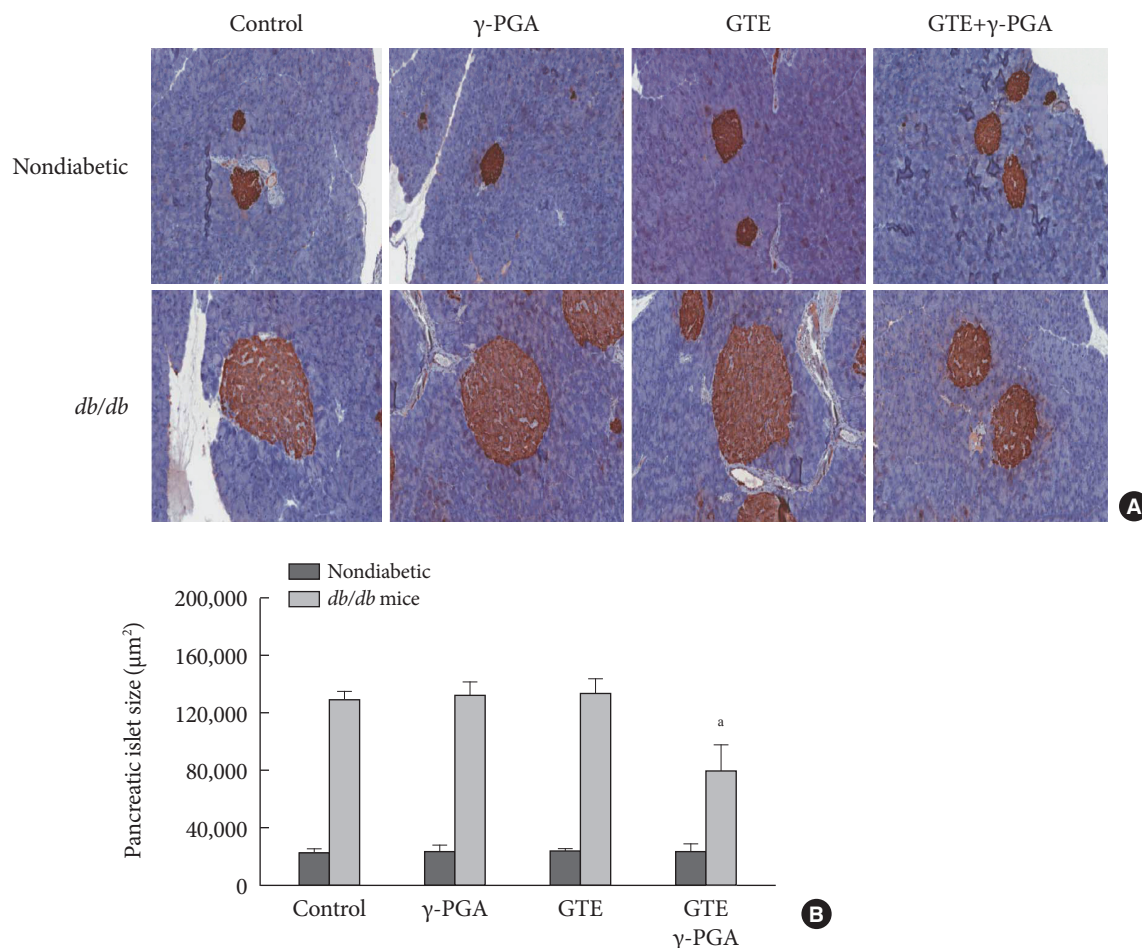 Control γ-PGA GTE GTE+γ-PGA
Nondiabetic
db/db
A
Nondiabetic
db/db mice
200,000
160,000
120,000
80,000
40,000
0
Pancreatic islet size (μm²)
a
Control γ-PGA GTE GTE
γ-PGA
B